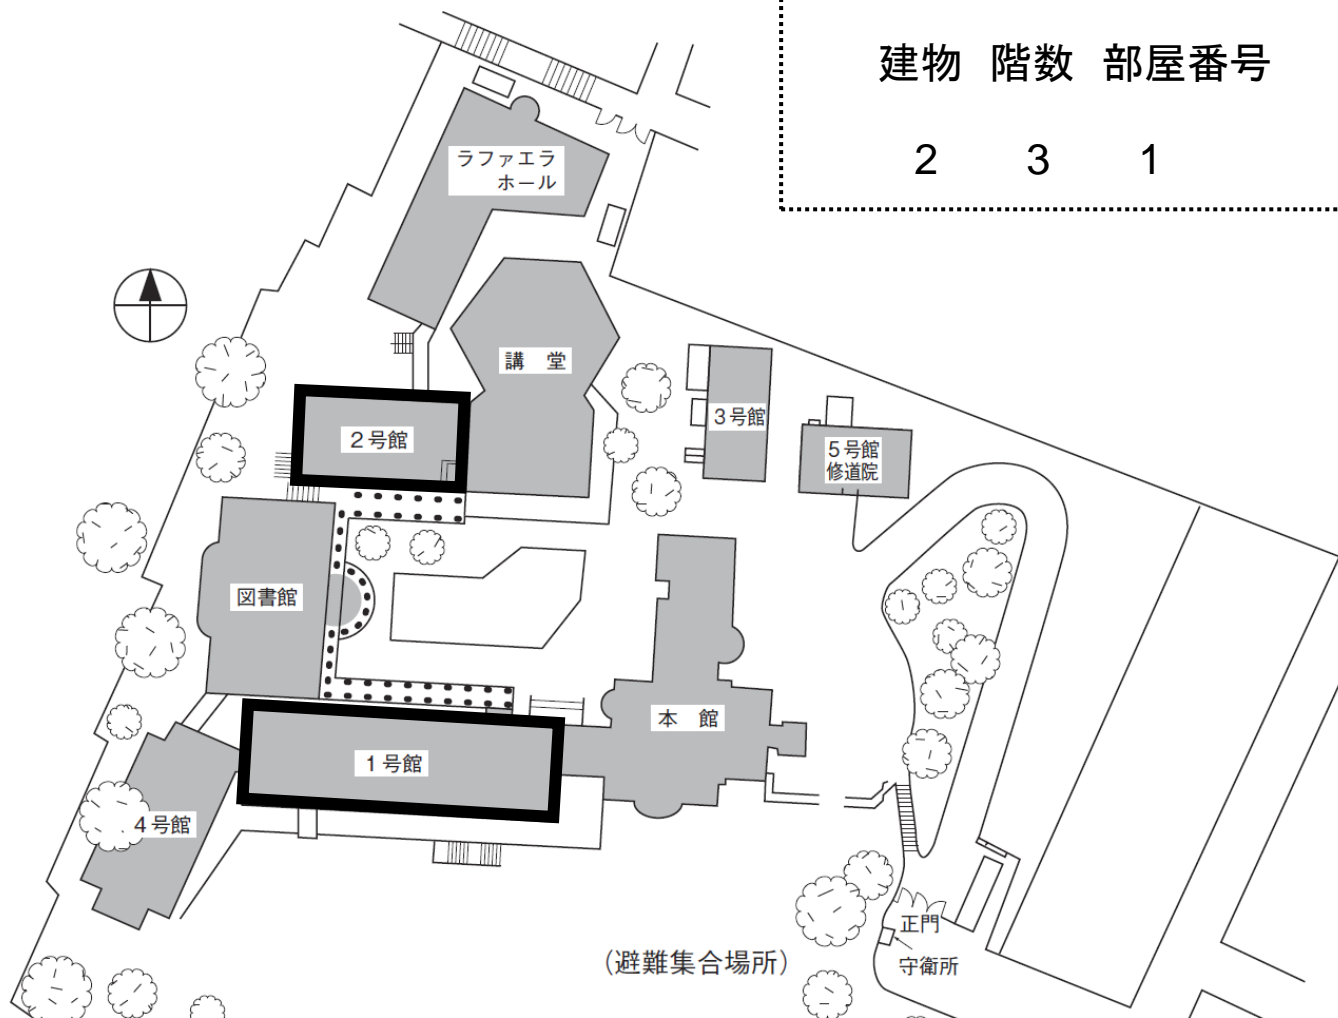 建物 階数 部屋番号
2 3 1
ラファエラ
ホール
講 堂
2号館
3号館
5号館
修道院
図書館
本 館
1号館
4号館
正門
守衛所
(避難集合場所)